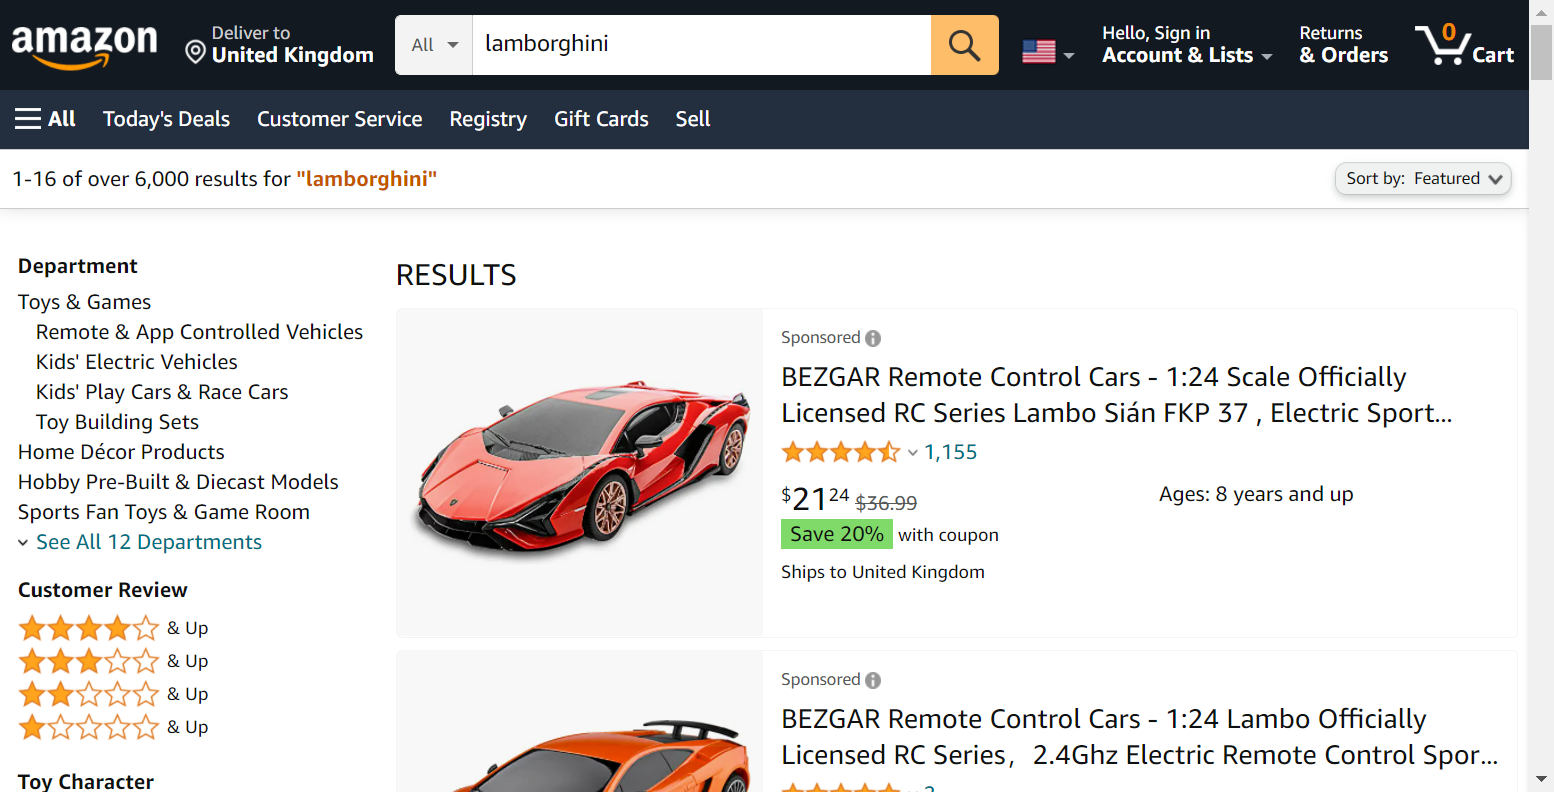 amazon
Deliver to
United Kingdom
All
lamborghini
Hello, Sign in
Account & Lists
Returns
& Orders
0
Cart
All
Today's Deals
Customer Service
Registry
Gift Cards
Sell
1-16 of over 6,000 results for "lamborghini"
Sort by: Featured
Department
Toys & Games
Remote & App Controlled Vehicles
Kids' Electric Vehicles
Kids' Play Cars & Race Cars
Toy Building Sets
Home Décor Products
Hobby Pre-Built & Diecast Models
Sports Fan Toys & Game Room
See All 12 Departments
Customer Review
& Up
& Up
& Up
& Up
Toy Character
RESULTS
Sponsored
BEZGAR Remote Control Cars - 1:24 Scale Officially
Licensed RC Series Lambo Sián FKP 37 , Electric Sport...
1,155
$21 24 $36.99
Ages: 8 years and up
Save 20% with coupon
Ships to United Kingdom
Sponsored
BEZGAR Remote Control Cars - 1:24 Lambo Officially
Licensed RC Series，2.4Ghz Electric Remote Control Spor...